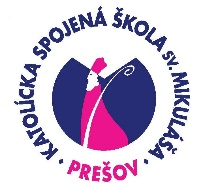 · KATOLÍCKA SPOJENÁ ŠKOLA SV. MIKULÁŠA ·
PREŠOV